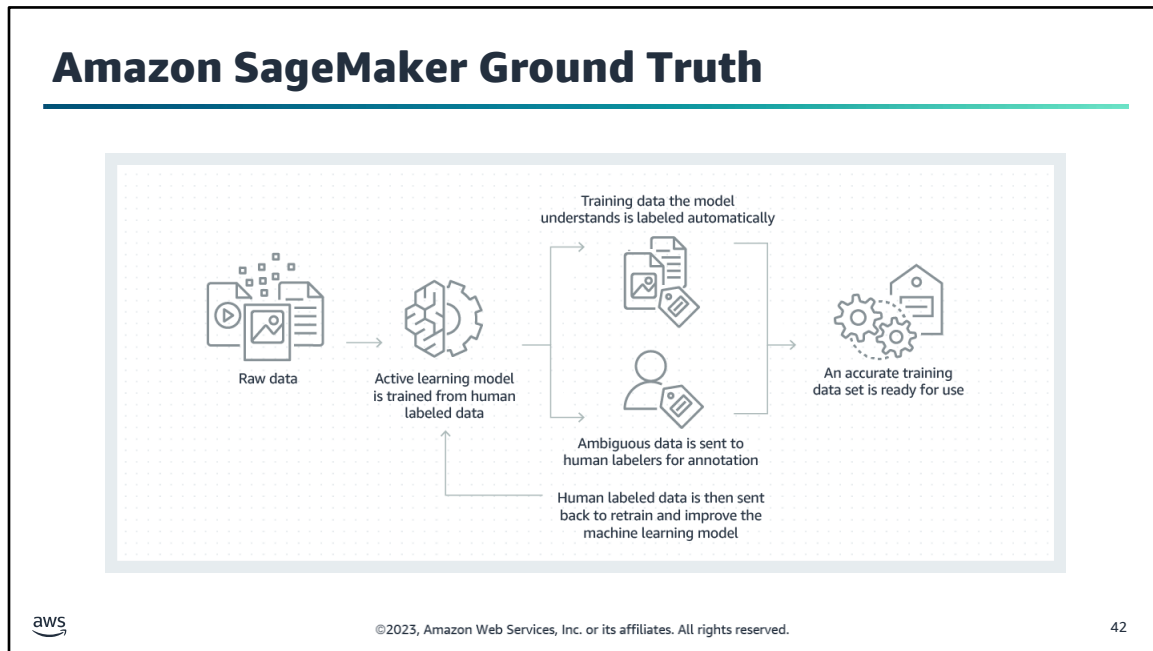 Amazon SageMaker Ground Truth
Training data the model
understands is labeled automatically
Raw data
Active learning model
is trained from human
labeled data
An accurate training
data set is ready for use
Ambiguous data is sent to
human labelers for annotation
Human labeled data is then sent
back to retrain and improve the
machine learning model
aws
©2023, Amazon Web Services, Inc. or its affiliates. All rights reserved.
42